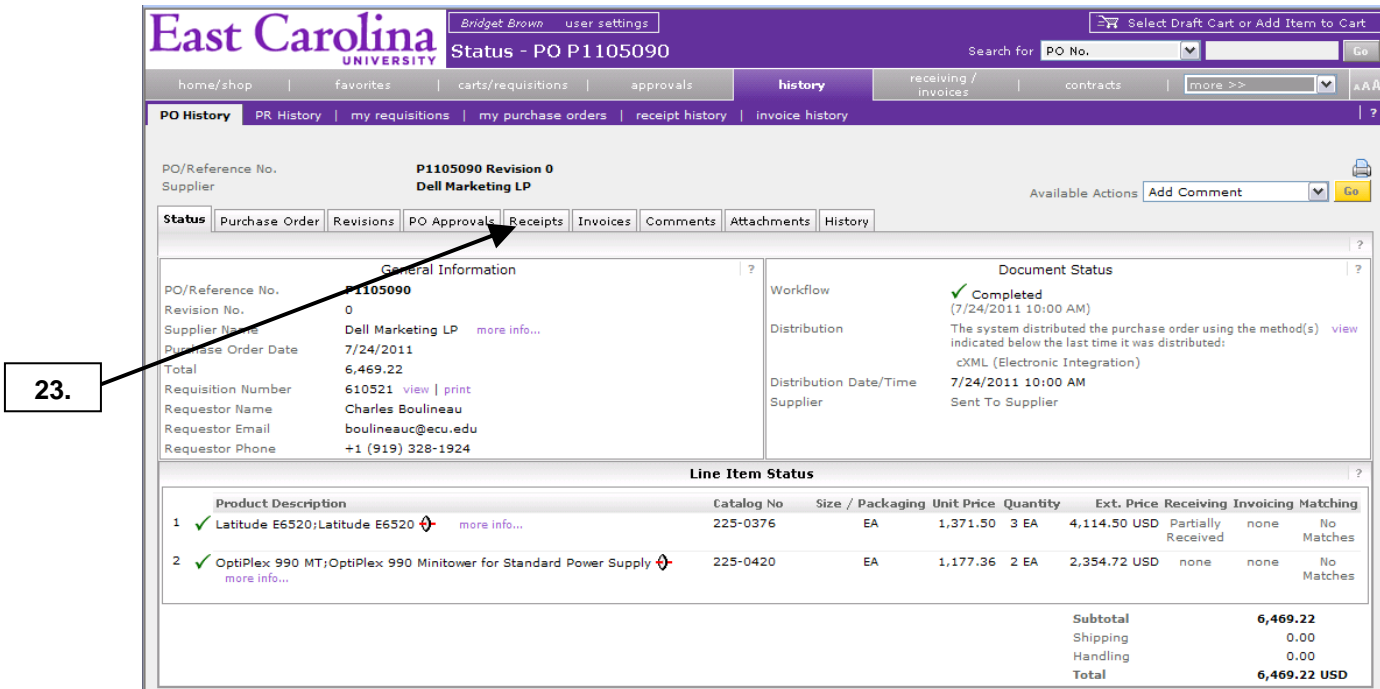 East Carolina
UNIVERSITY
Bridget Brown user settings
Select Draft Cart or Add Item to Cart
Status - PO P1105090
Search for PO No. Go
home/shop | favorites | carts/requisitions | approvals history receiving / invoices | contracts | more >> AAA
PO History PR History | my requisitions | my purchase orders | receipt history | invoice history | ?
PO/Reference No. P1105090 Revision 0
Supplier Dell Marketing LP
Available Actions Add Comment Go
Status Purchase Order Revisions PO Approvals Receipts Invoices Comments Attachments History
?
General Information ?
PO/Reference No. P1105090
Revision No. 0
Supplier Name Dell Marketing LP more info...
Purchase Order Date 7/24/2011
Total 6,469.22
Requisition Number 610521 view | print
Requestor Name Charles Boulineau
Requestor Email boulineauc@ecu.edu
Requestor Phone +1 (919) 328-1924
23.
Document Status ?
Workflow Completed
(7/24/2011 10:00 AM)
Distribution The system distributed the purchase order using the method(s) view
indicated below the last time it was distributed:
cXML (Electronic Integration)
Distribution Date/Time 7/24/2011 10:00 AM
Supplier Sent To Supplier
Line Item Status ?
Product Description Catalog No Size / Packaging Unit Price Quantity Ext. Price Receiving Invoicing Matching
1 Latitude E6520;Latitude E6520 more info... 225-0376 EA 1,371.50 3 EA 4,114.50 USD Partially none No
Received Matches
2 OptiPlex 990 MT;OptiPlex 990 Minitower for Standard Power Supply 225-0420 EA 1,177.36 2 EA 2,354.72 USD none none No
more info... Matches
Subtotal 6,469.22
Shipping 0.00
Handling 0.00
Total 6,469.22 USD